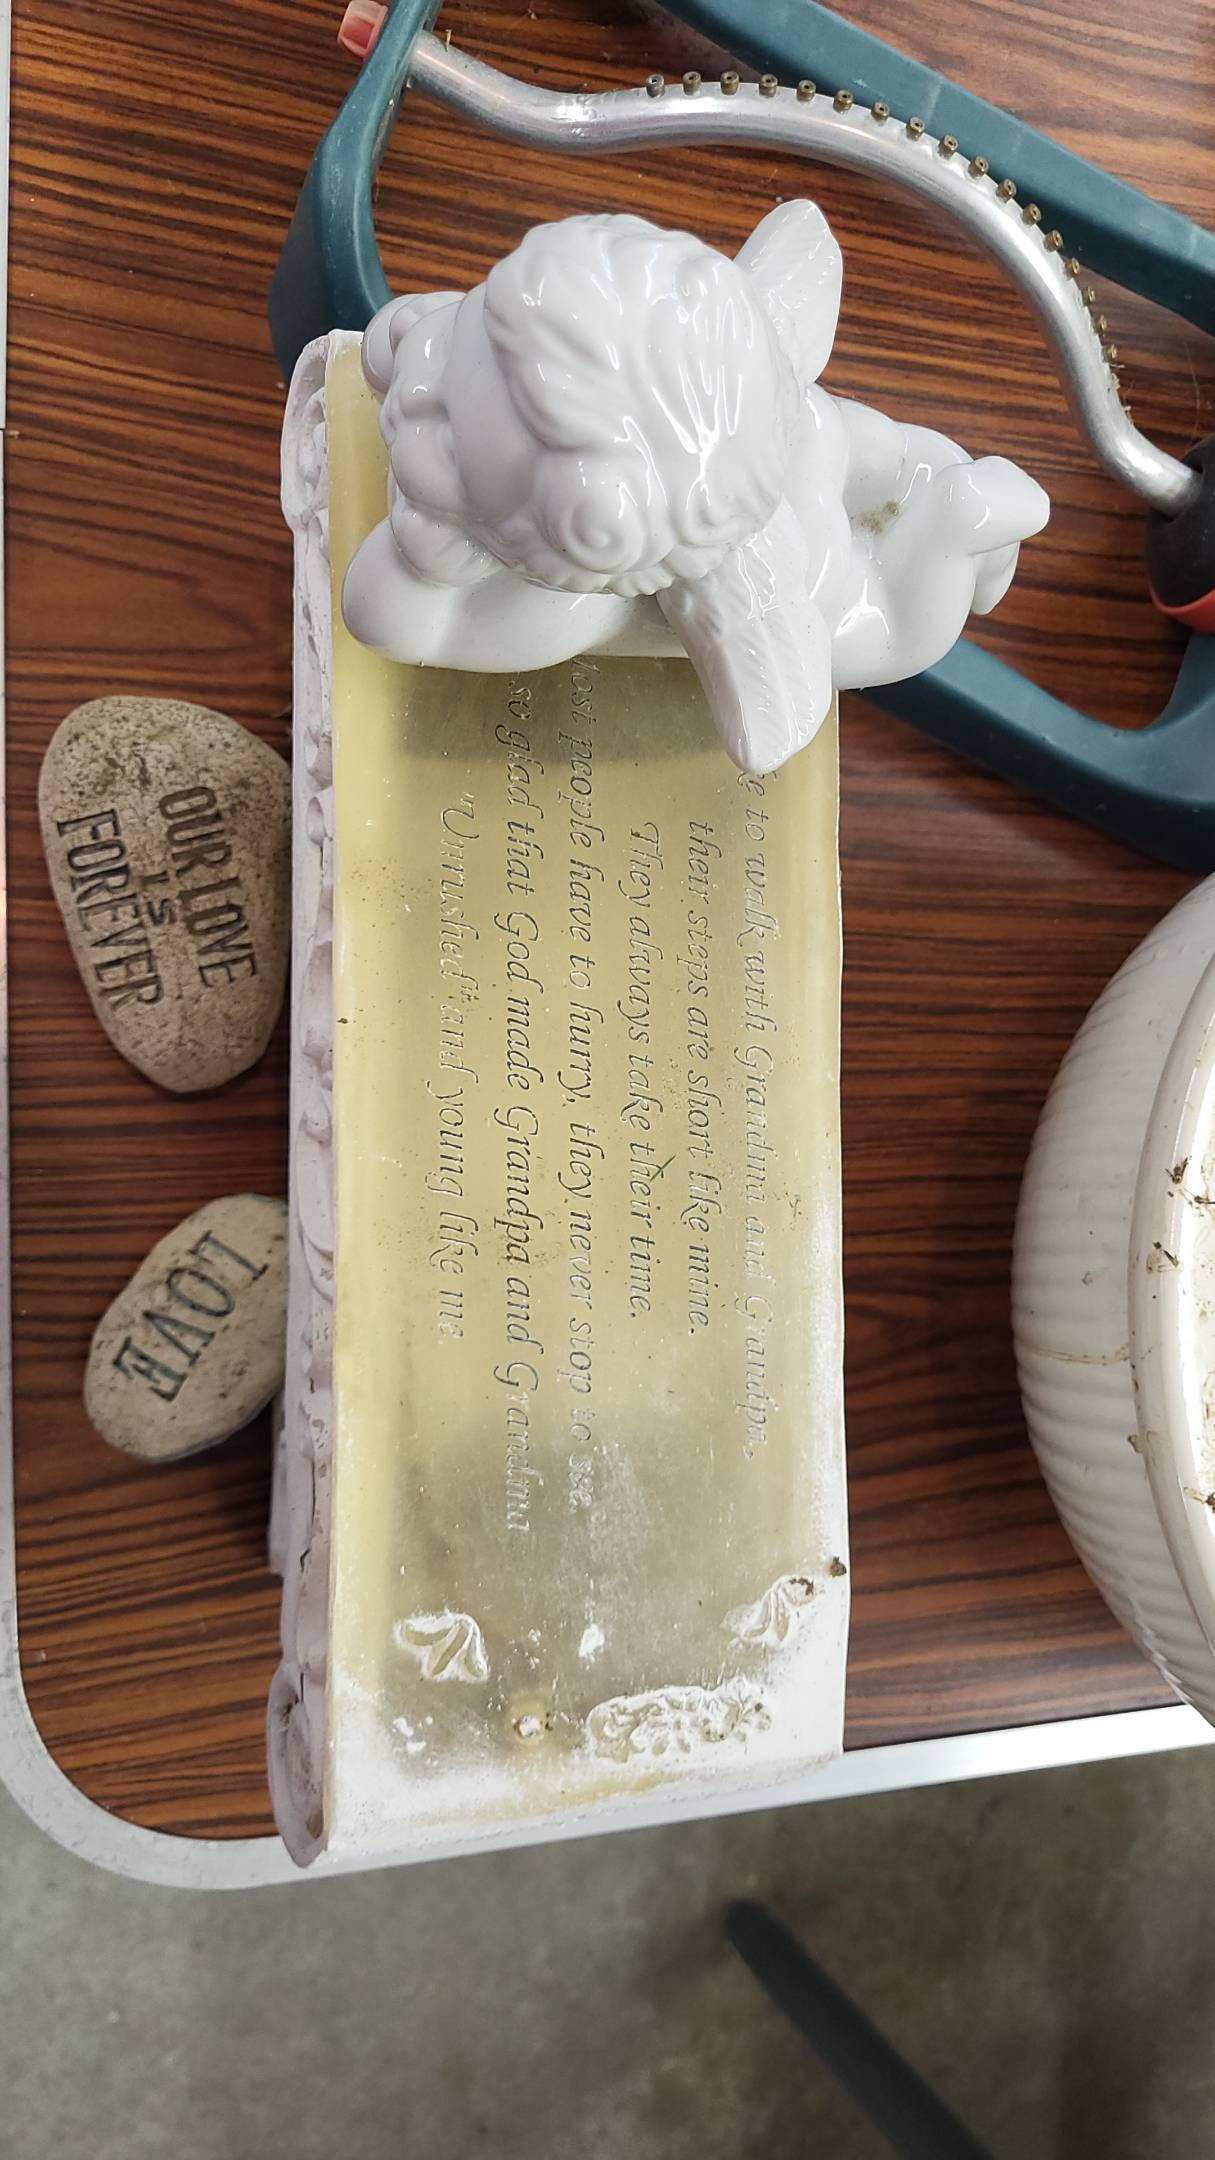 e to walk with Grandma and Grandpa,
their steps are short like mine.
They always take their time.
Most people have to hurry, they never stop to see.
so glad that God made Grandpa and Grandma
"Unrushed" and young like me.
OUR LOVE
IS
FOREVER
LOVE